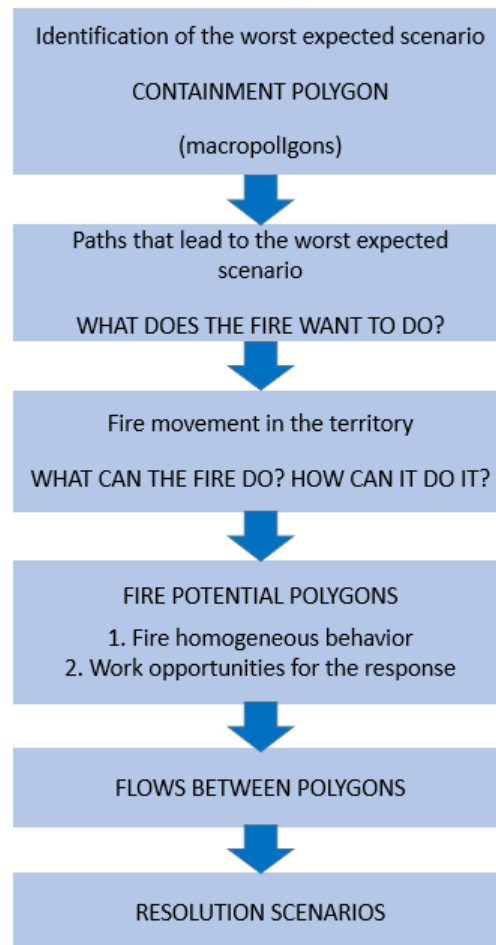 Identification of the worst expected scenario
CONTAINMENT POLYGON
(macropolIgons)
Paths that lead to the worst expected
scenario
WHAT DOES THE FIRE WANT TO DO?
Fire movement in the territory
WHAT CAN THE FIRE DO? HOW CAN IT DO IT?
FIRE POTENTIAL POLYGONS
1. Fire homogeneous behavior
2. Work opportunities for the response
FLOWS BETWEEN POLYGONS
RESOLUTION SCENARIOS